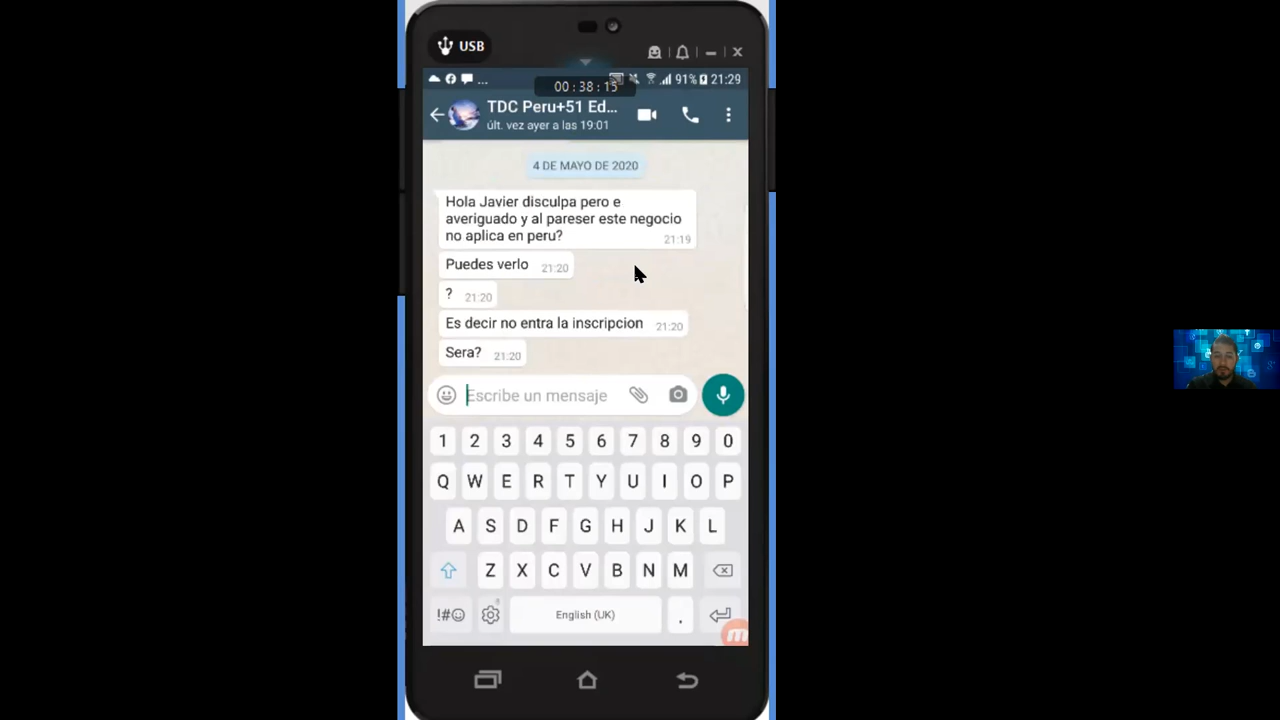 USB
... 91% 21:29
00:38:15
TDC Peru+51 Ed...
últ. vez ayer a las 19:01
4 DE MAYO DE 2020
Hola Javier disculpa pero e
averiguado y al pareser este negocio
no aplica en peru? 21:19
Puedes verlo 21:20
? 21:20
Es decir no entra la inscripcion 21:20
Sera? 21:20
Escribe un mensaje
1 2 3 4 5 6 7 8 9 0
Q W E R T Y U I O P
A S D F G H J K L
Z X C V B N M
!#☺ English (UK) .